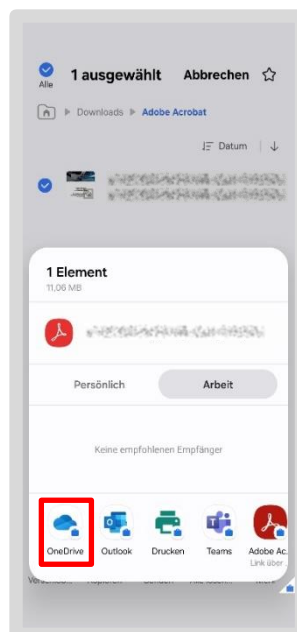 Alle
1 ausgewählt Abbrechen
Downloads Adobe Acrobat
Datum
1 Element
11,06 MB
Persönlich Arbeit
Keine empfohlenen Empfänger
OneDrive Outlook Drucken Teams Adobe Ac.
Link über